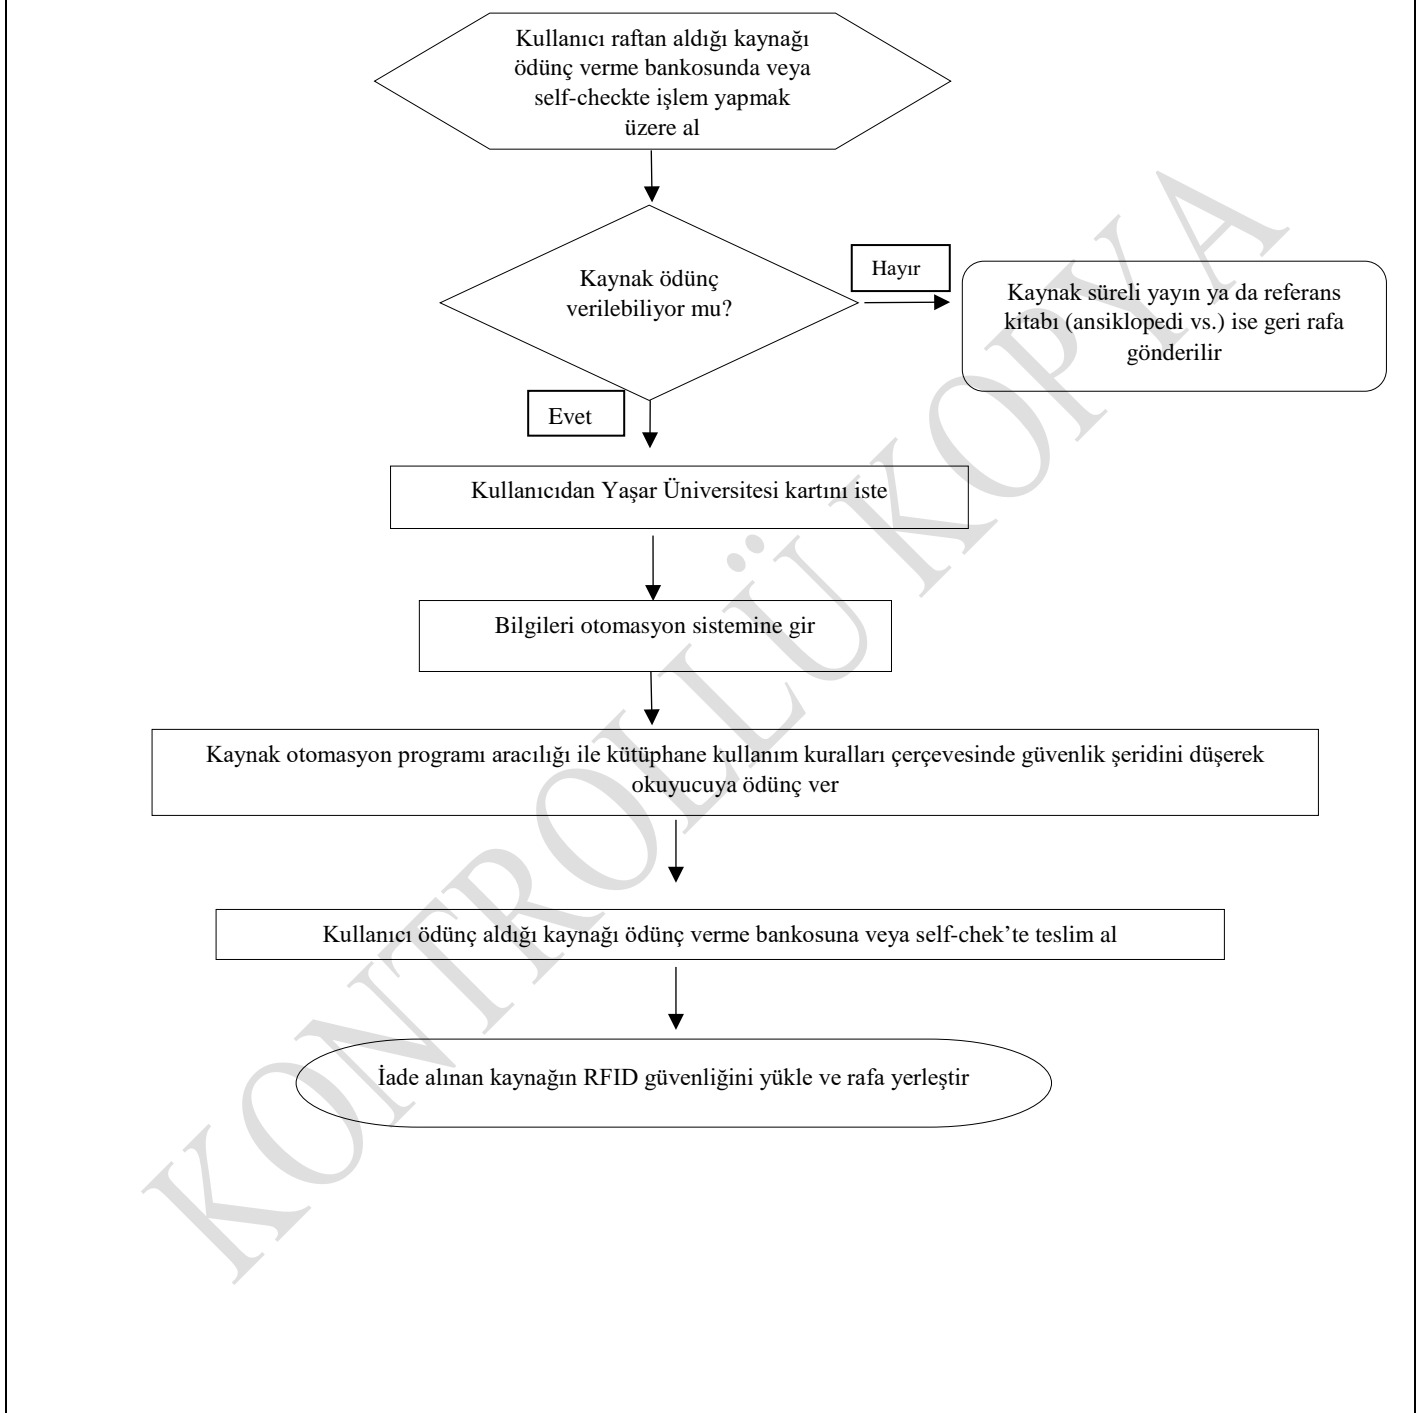 Kullanıcı raftan aldığı kaynağı
ödünç verme bankosunda veya
self-checkte işlem yapmak
üzere al
Kaynak ödünç
verilebiliyor mu?
Hayır
Kaynak süreli yayın ya da referans
kitabı (ansiklopedi vs.) ise geri rafa
gönderilir
Evet
Kullanıcıdan Yaşar Üniversitesi kartını iste
Bilgileri otomasyon sistemine gir
Kaynak otomasyon programı aracılığı ile kütüphane kullanım kuralları çerçevesinde güvenlik şeridini düşerek
okuyucuya ödünç ver
Kullanıcı ödünç aldığı kaynağı ödünç verme bankosuna veya self-chek’te teslim al
İade alınan kaynağın RFID güvenliğini yükle ve rafa yerleştir
KONTROLLÜ KOPYA